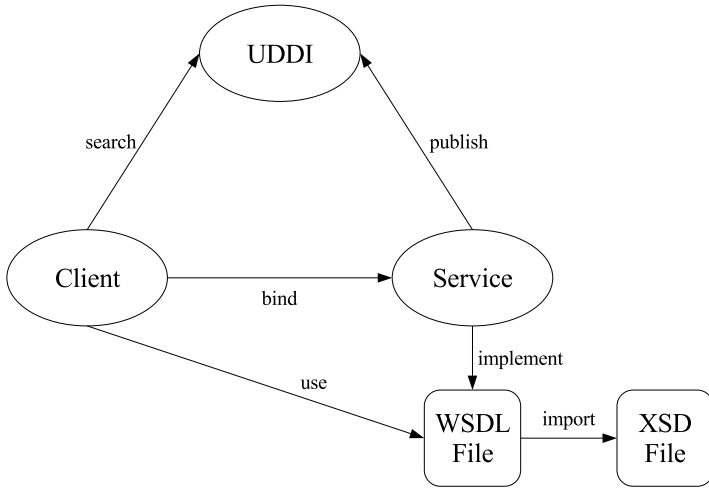 UDDI
search
publish
Client
Service
bind
implement
use
WSDL
File
import
XSD
File